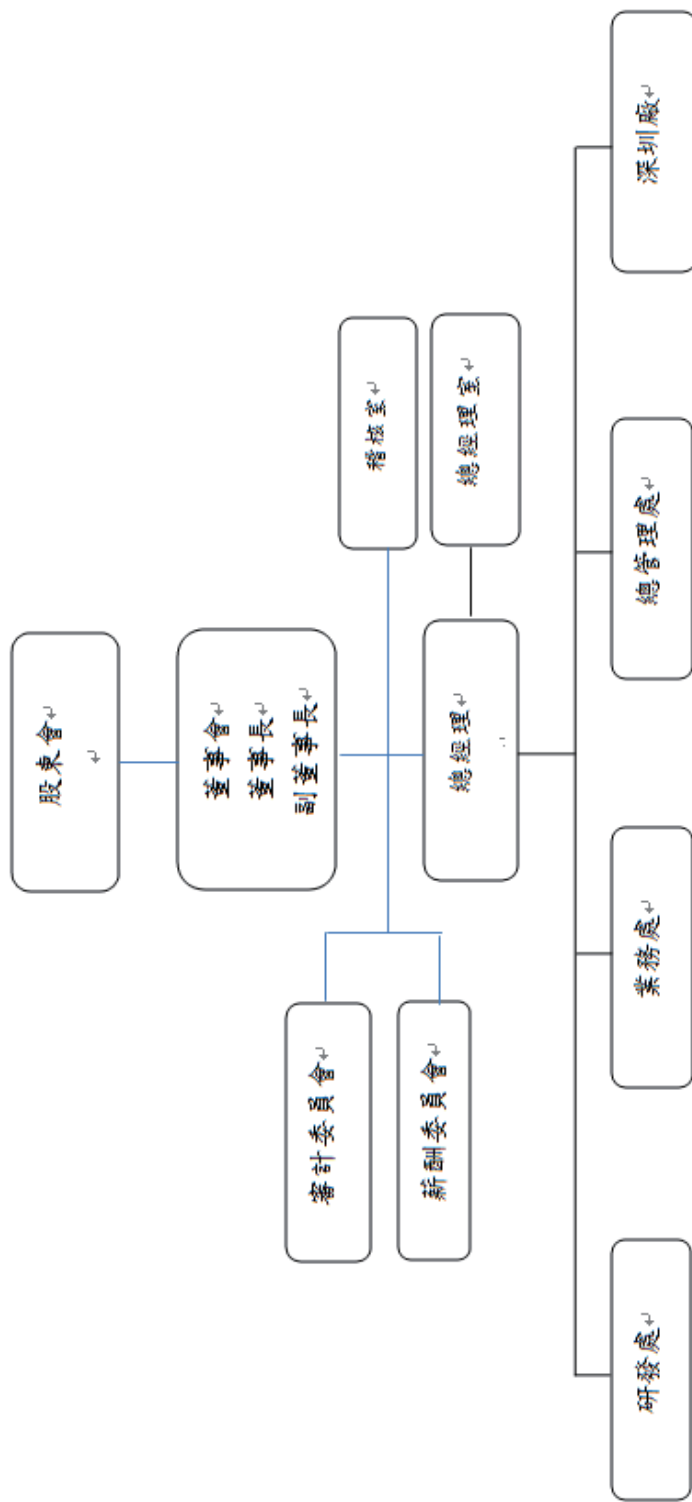 股東會
董事會
董事長
副董事長
審計委員會
薪酬委員會
稽核室
總經理
總經理室
研發處
業務處
總管理處
深圳廠